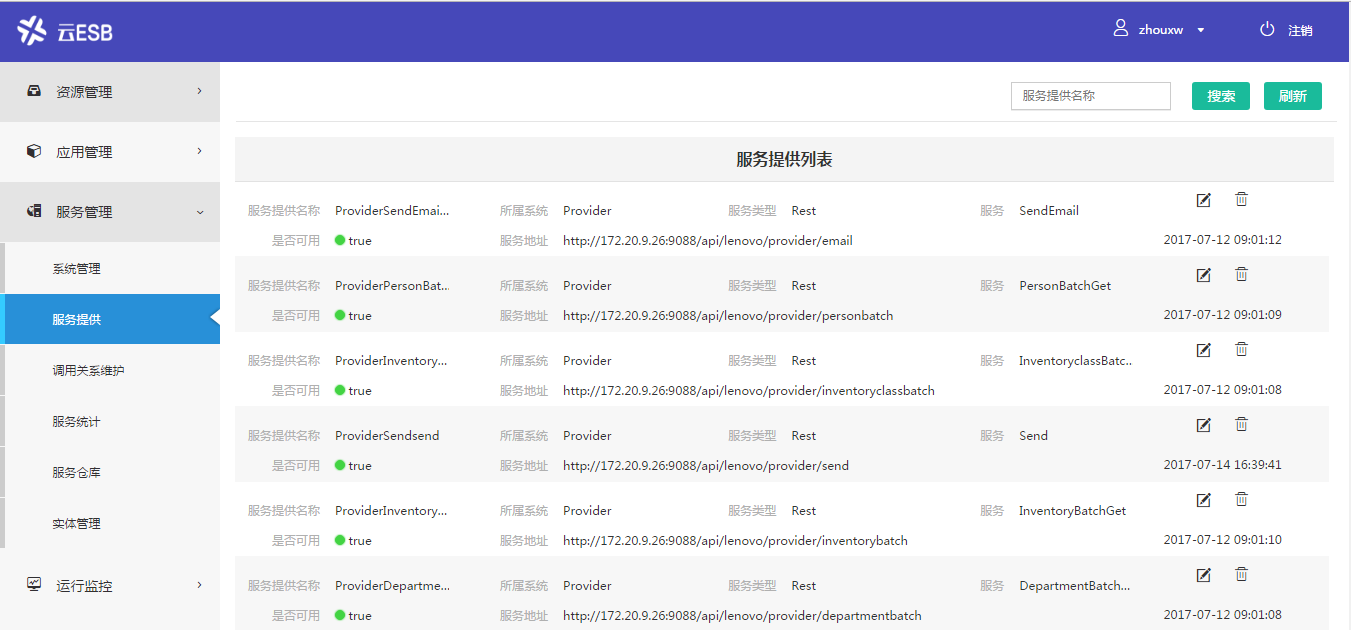 云ESB
zhouxw
注销
资源管理
应用管理
服务管理
系统管理
服务提供
调用关系维护
服务统计
服务仓库
实体管理
运行监控
服务提供名称
搜索
刷新
服务提供列表
服务提供名称 ProviderSendEmai... 所属系统 Provider 服务类型 Rest 服务 SendEmail
是否可用 true 服务地址 http://172.20.9.26:9088/api/lenovo/provider/email 2017-07-12 09:01:12
服务提供名称 ProviderPersonBat... 所属系统 Provider 服务类型 Rest 服务 PersonBatchGet
是否可用 true 服务地址 http://172.20.9.26:9088/api/lenovo/provider/personbatch 2017-07-12 09:01:09
服务提供名称 ProviderInventory... 所属系统 Provider 服务类型 Rest 服务 InventoryclassBatc..
是否可用 true 服务地址 http://172.20.9.26:9088/api/lenovo/provider/inventoryclassbatch 2017-07-12 09:01:08
服务提供名称 ProviderSendsend 所属系统 Provider 服务类型 Rest 服务 Send
是否可用 true 服务地址 http://172.20.9.26:9088/api/lenovo/provider/send 2017-07-14 16:39:41
服务提供名称 ProviderInventory... 所属系统 Provider 服务类型 Rest 服务 InventoryBatchGet
是否可用 true 服务地址 http://172.20.9.26:9088/api/lenovo/provider/inventorybatch 2017-07-12 09:01:10
服务提供名称 ProviderDepartme... 所属系统 Provider 服务类型 Rest 服务 DepartmentBatch...
是否可用 true 服务地址 http://172.20.9.26:9088/api/lenovo/provider/departmentbatch 2017-07-12 09:01:08